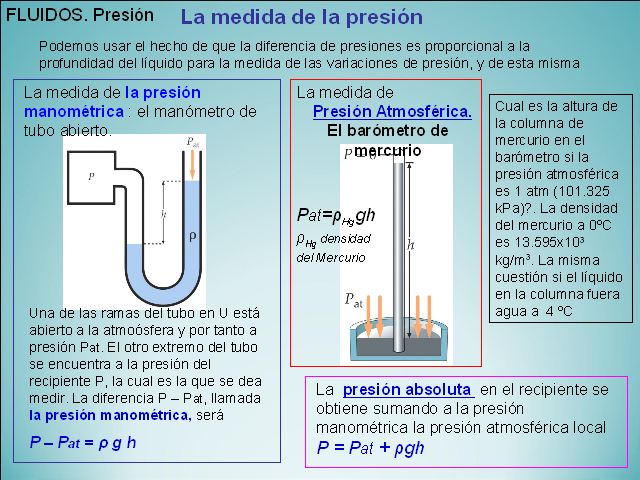 FLUIDOS. Presión
La medida de la presión
Podemos usar el hecho de que la diferencia de presiones es proporcional a la
profundidad del líquido para la medida de las variaciones de presión, y de esta misma
La medida de la presión
manométrica : el manómetro de
tubo abierto.
Pat
P
h
ρ
Una de las ramas del tubo en U está
abierto a la atmoósfera y por tanto a
presión Pat. El otro extremo del tubo
se encuentra a la presión del
recipiente P, la cual es la que se dea
medir. La diferencia P – Pat, llamada
la presión manométrica, será
P – Pat = ρ g h
La medida de
Presión Atmosférica.
El barómetro de
mercurio
P = 0
Pat=ρHggh
ρHg densidad
del Mercurio
h
Pat
Cual es la altura de
la columna de
mercurio en el
barómetro si la
presión atmosférica
es 1 atm (101.325
kPa)?. La densidad
del mercurio a 0ºC
es 13.595x10³
kg/m³. La misma
cuestión si el líquido
en la columna fuera
agua a 4 ºC
La presión absoluta en el recipiente se
obtiene sumando a la presión
manométrica la presión atmosférica local
P = Pat + ρgh